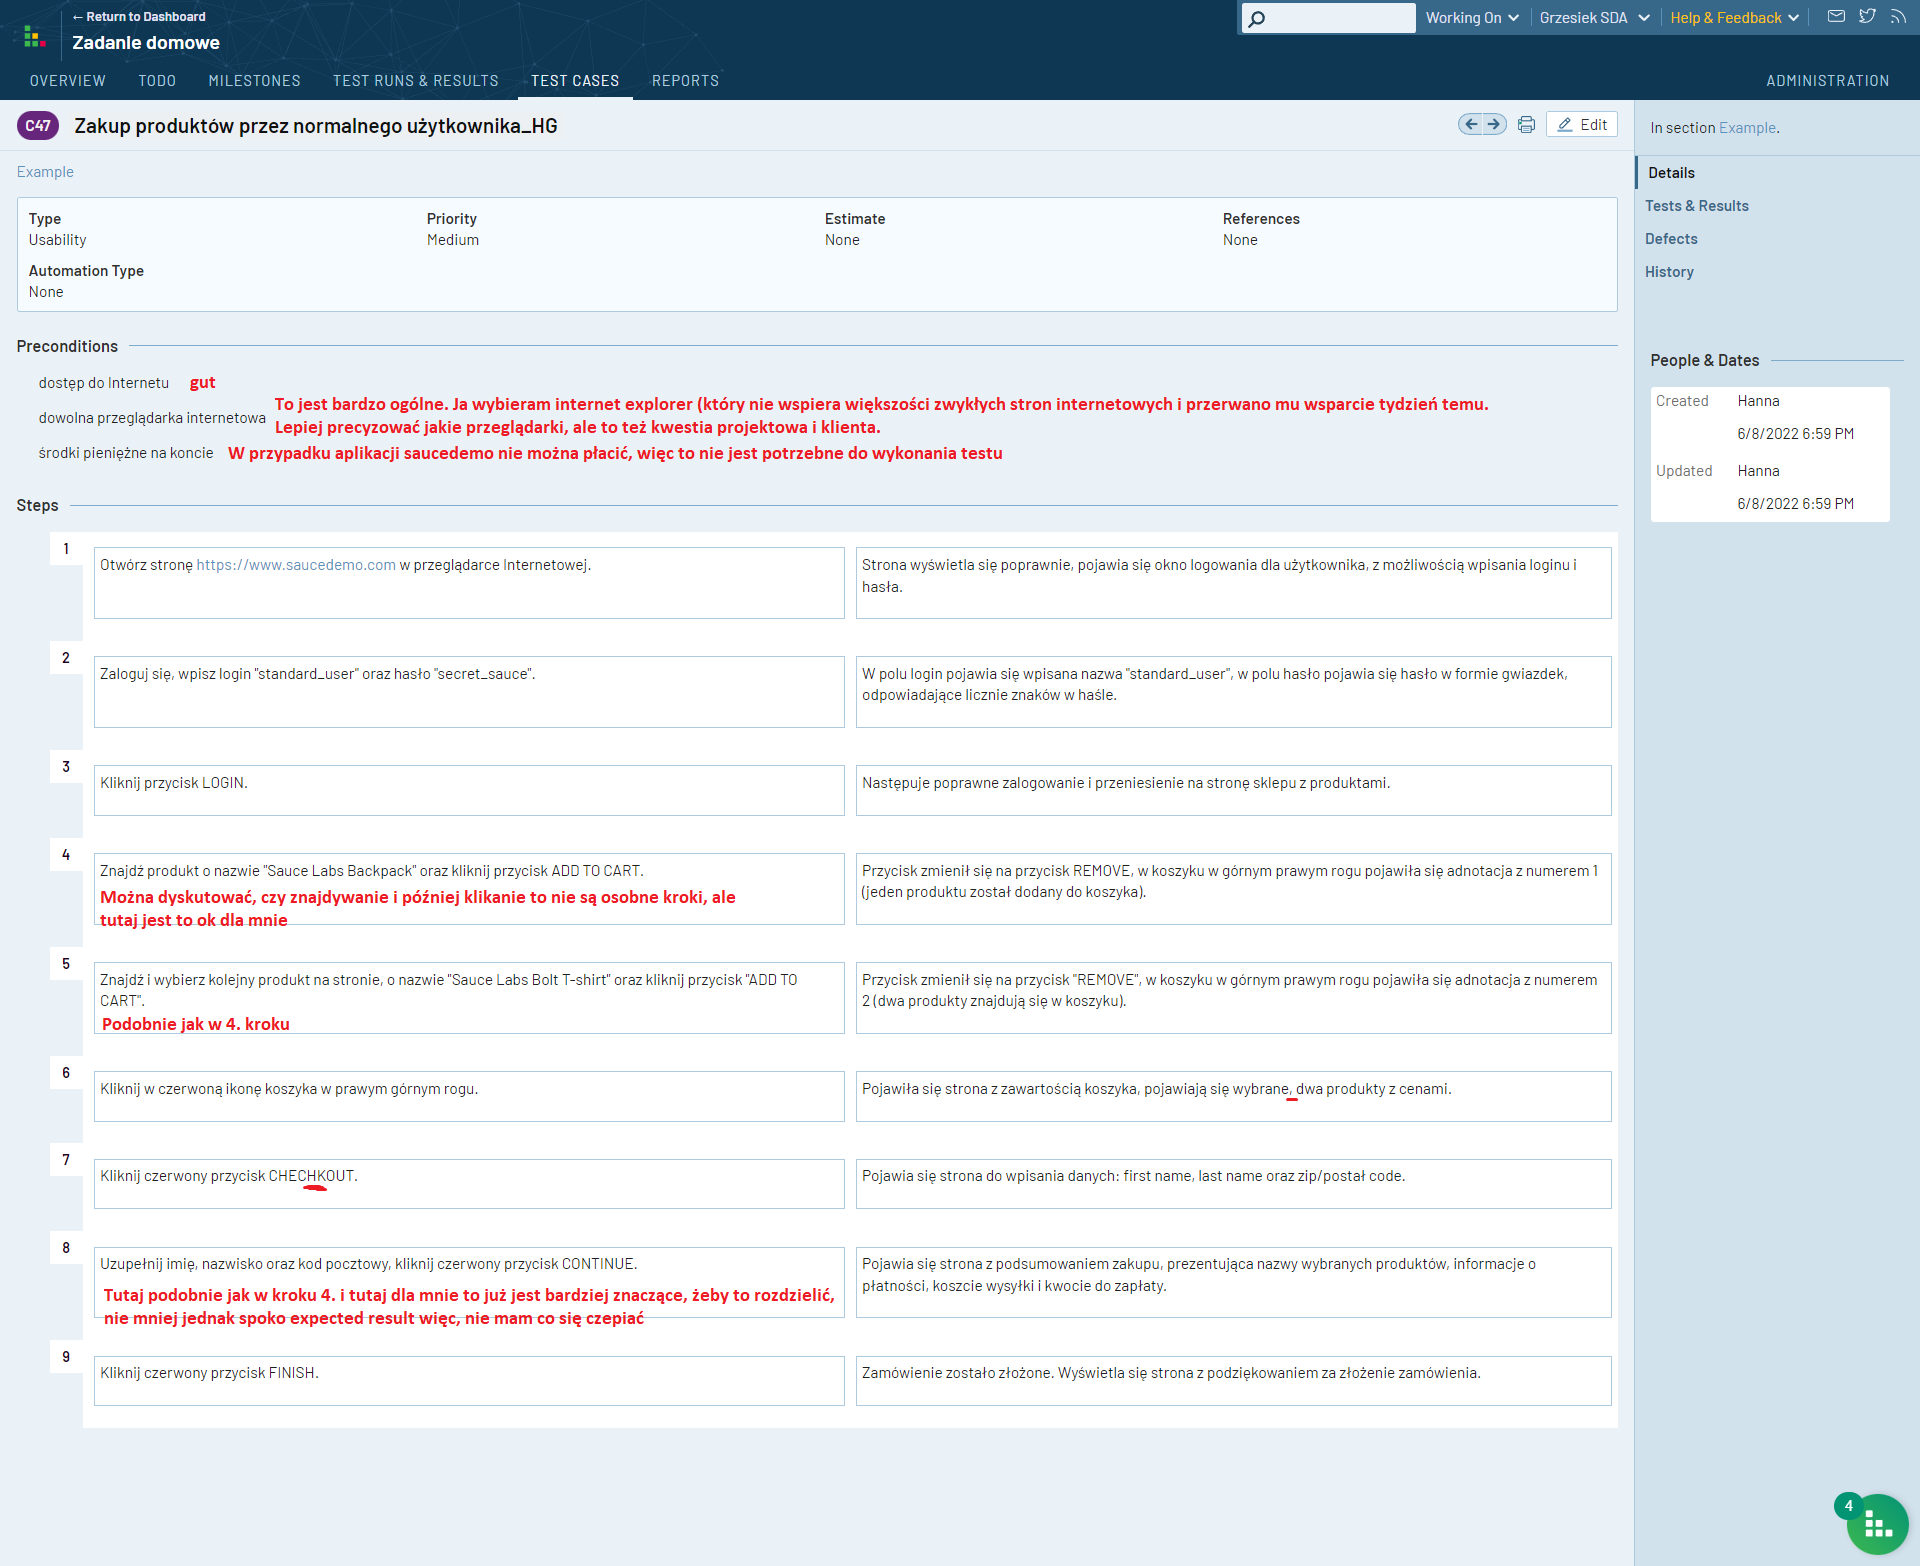 ← Return to Dashboard
Zadanie domowe
Working On
Grzesiek SDA
Help & Feedback
OVERVIEW TODO MILESTONES TEST RUNS & RESULTS TEST CASES REPORTS ADMINISTRATION
C47 Zakup produktów przez normalnego użytkownika_HG
Edit
In section Example.
Example
Details
Tests & Results
Defects
History
Type Priority Estimate References
Usability Medium None None
Automation Type
None
Preconditions
dostęp do Internetu gut
To jest bardzo ogólne. Ja wybieram internet explorer (który nie wspiera większości zwykłych stron internetowych i przerwano mu wsparcie tydzień temu.
dowolna przeglądarka internetowa
Lepiej precyzować jakie przeglądarki, ale to też kwestia projektowa i klienta.
środki pieniężne na koncie W przypadku aplikacji saucedemo nie można płacić, więc to nie jest potrzebne do wykonania testu
People & Dates
Created Hanna
6/8/2022 6:59 PM
Updated Hanna
6/8/2022 6:59 PM
Steps
1
Otwórz stronę https://www.saucedemo.com w przeglądarce Internetowej.
Strona wyświetla się poprawnie, pojawia się okno logowania dla użytkownika, z możliwością wpisania loginu i
hasła.
2
Zaloguj się, wpisz login "standard_user" oraz hasło "secret_sauce".
W polu login pojawia się wpisana nazwa "standard_user", w polu hasło pojawia się hasło w formie gwiazdek,
odpowiadające licznie znaków w haśle.
3
Kliknij przycisk LOGIN.
Następuje poprawne zalogowanie i przeniesienie na stronę sklepu z produktami.
4
Znajdź produkt o nazwie "Sauce Labs Backpack" oraz kliknij przycisk ADD TO CART.
Można dyskutować, czy znajdywanie i później klikanie to nie są osobne kroki, ale
tutaj jest to ok dla mnie
Przycisk zmienił się na przycisk REMOVE, w koszyku w górnym prawym rogu pojawiła się adnotacja z numerem 1
(jeden produktu został dodany do koszyka).
5
Znajdź i wybierz kolejny produkt na stronie, o nazwie "Sauce Labs Bolt T-shirt" oraz kliknij przycisk "ADD TO
CART".
Podobnie jak w 4. kroku
Przycisk zmienił się na przycisk "REMOVE", w koszyku w górnym prawym rogu pojawiła się adnotacja z numerem
2 (dwa produkty znajdują się w koszyku).
6
Kliknij w czerwoną ikonę koszyka w prawym górnym rogu.
Pojawiła się strona z zawartością koszyka, pojawiają się wybrane, dwa produkty z cenami.
7
Kliknij czerwony przycisk CHECHKOUT.
Pojawia się strona do wpisania danych: first name, last name oraz zip/postał code.
8
Uzupełnij imię, nazwisko oraz kod pocztowy, kliknij czerwony przycisk CONTINUE.
Tutaj podobnie jak w kroku 4. i tutaj dla mnie to już jest bardziej znaczące, żeby to rozdzielić,
nie mniej jednak spoko expected result więc, nie mam co się czepiać
Pojawia się strona z podsumowaniem zakupu, prezentująca nazwy wybranych produktów, informacje o
płatności, koszcie wysyłki i kwocie do zapłaty.
9
Kliknij czerwony przycisk FINISH.
Zamówienie zostało złożone. Wyświetla się strona z podziękowaniem za złożenie zamówienia.
4